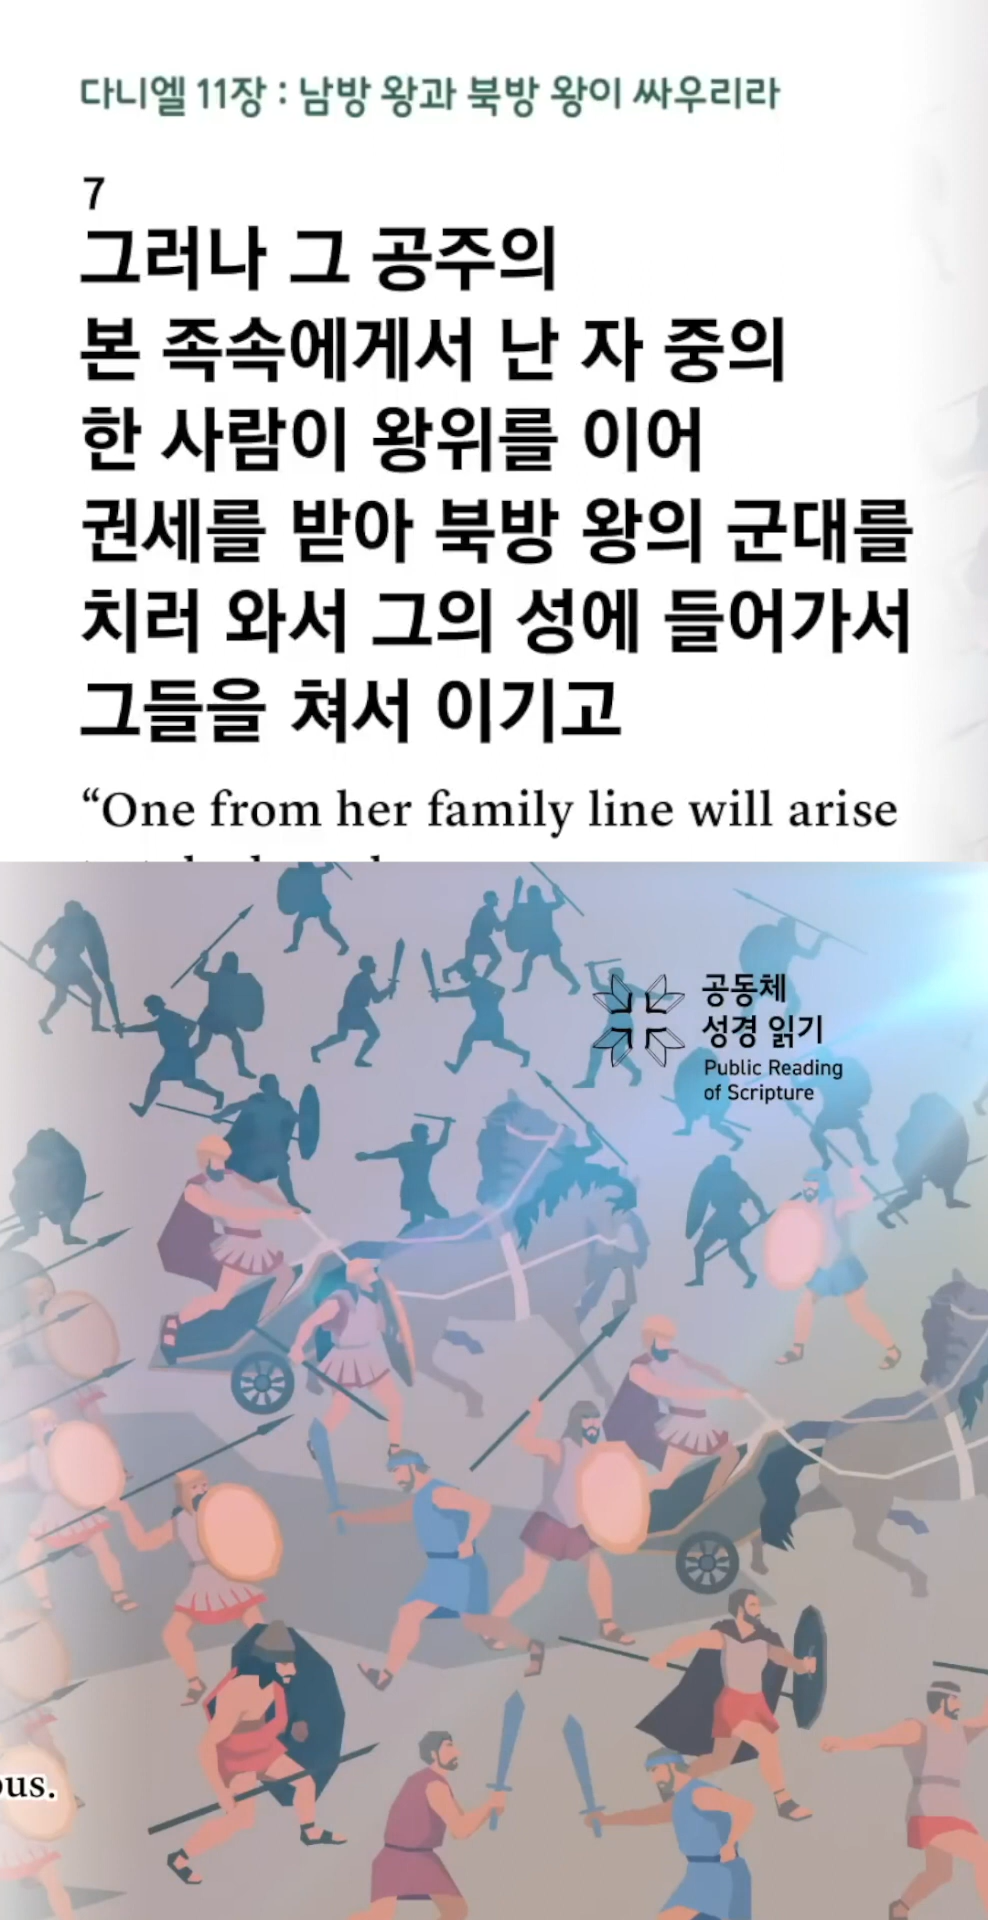 다니엘 11장 : 남방 왕과 북방 왕이 싸우리라
7
그러나 그 공주의
본 족속에게서 난 자 중의
한 사람이 왕위를 이어
권세를 받아 북방 왕의 군대를
치러 와서 그의 성에 들어가서
그들을 쳐서 이기고
“One from her family line will arise
공동체
성경 읽기
Public Reading
of Scripture